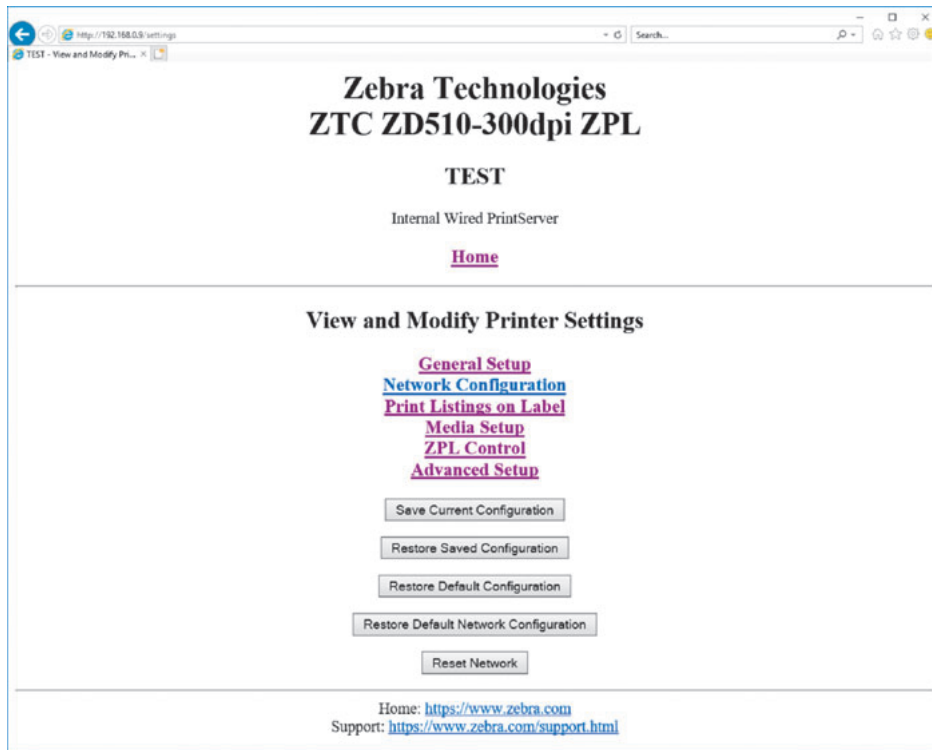 http://192.168.0.9/settings
Search...
TEST - View and Modify Pri...
Zebra Technologies
ZTC ZD510-300dpi ZPL
TEST
Internal Wired PrintServer
Home
View and Modify Printer Settings
General Setup
Network Configuration
Print Listings on Label
Media Setup
ZPL Control
Advanced Setup
Save Current Configuration
Restore Saved Configuration
Restore Default Configuration
Restore Default Network Configuration
Reset Network
Home: https://www.zebra.com
Support: https://www.zebra.com/support.html